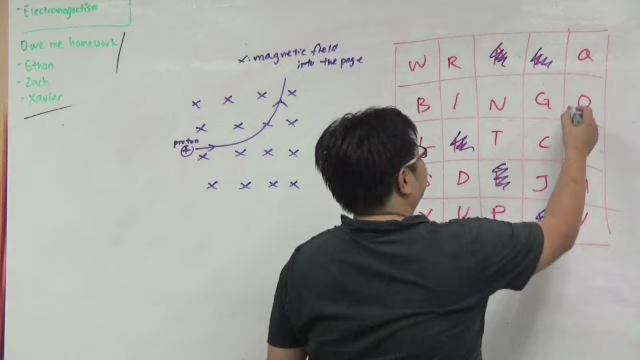 - Electromagnetism
Owe me homework
- Ethan
- Zach
- Xavier
x: magnetic field
into the page
x x x x
x x x x
proton
+
x x x x
x x x x
W R Q
B I N G O
T C
D J
P